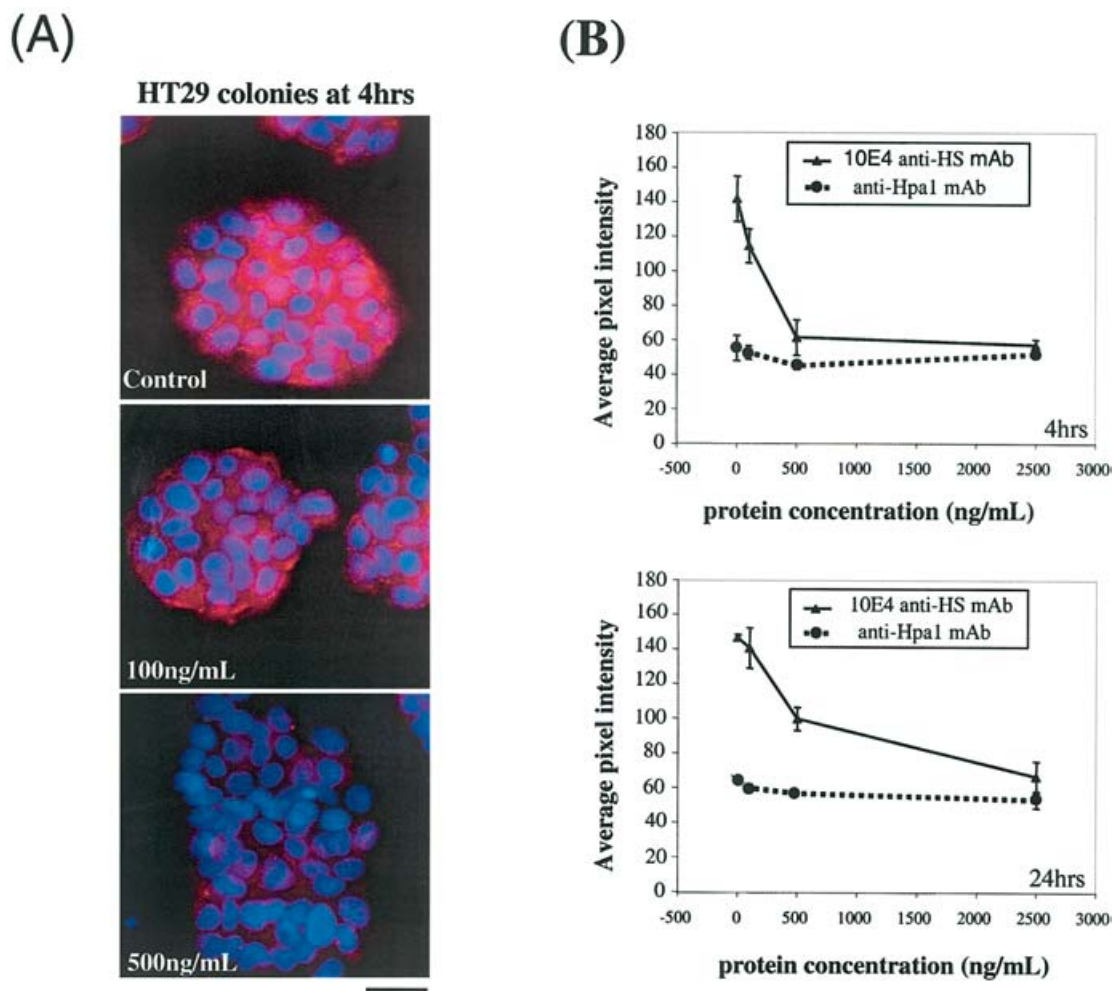 (A)
HT29 colonies at 4hrs
Control
100ng/mL
500ng/mL
(B)
Average pixel intensity
180
160
140
120
100
80
60
40
20
0
10E4 anti-HS mAb
anti-Hpa1 mAb
4hrs
-500 0 500 1000 1500 2000 2500 3000
protein concentration (ng/mL)
Average pixel intensity
180
160
140
120
100
80
60
40
20
0
10E4 anti-HS mAb
anti-Hpa1 mAb
24hrs
-500 0 500 1000 1500 2000 2500 3000
protein concentration (ng/mL)